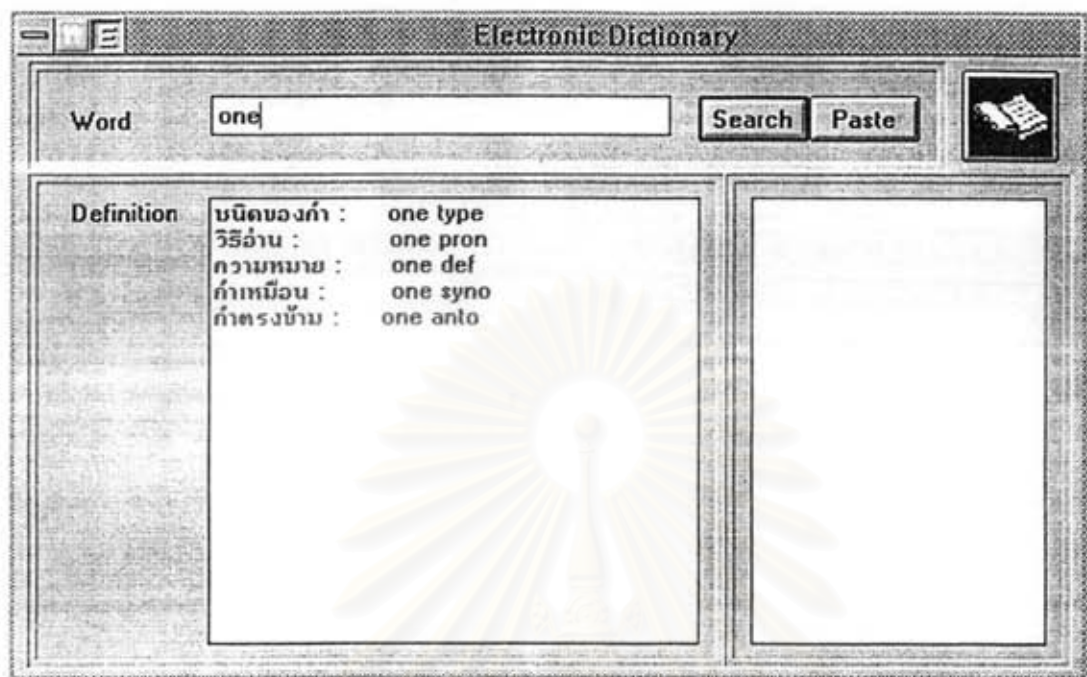 Electronic Dictionary
Word one Search Paste
Definition ชนิดของคำ : one type
วิธีอ่าน : one pron
ความหมาย : one def
คำเหมือน : one syno
คำตรงข้าม : one anto